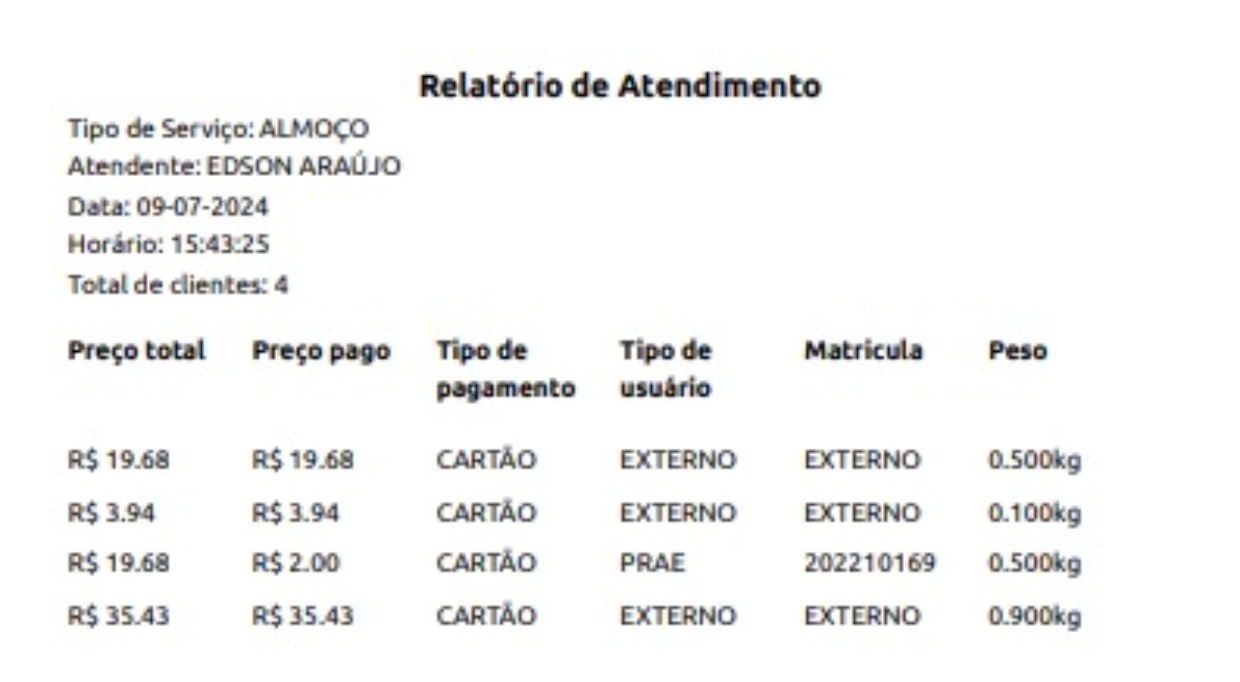 Relatório de Atendimento
Tipo de Serviço: ALMOÇO
Atendente: EDSON ARAÚJO
Data: 09-07-2024
Horário: 15:43:25
Total de clientes: 4
Preço total Preço pago Tipo de pagamento Tipo de usuário Matricula Peso
R$ 19.68 R$ 19.68 CARTÃO EXTERNO EXTERNO 0.500kg
R$ 3.94 R$ 3.94 CARTÃO EXTERNO EXTERNO 0.100kg
R$ 19.68 R$ 2.00 CARTÃO PRAE 202210169 0.500kg
R$ 35.43 R$ 35.43 CARTÃO EXTERNO EXTERNO 0.900kg